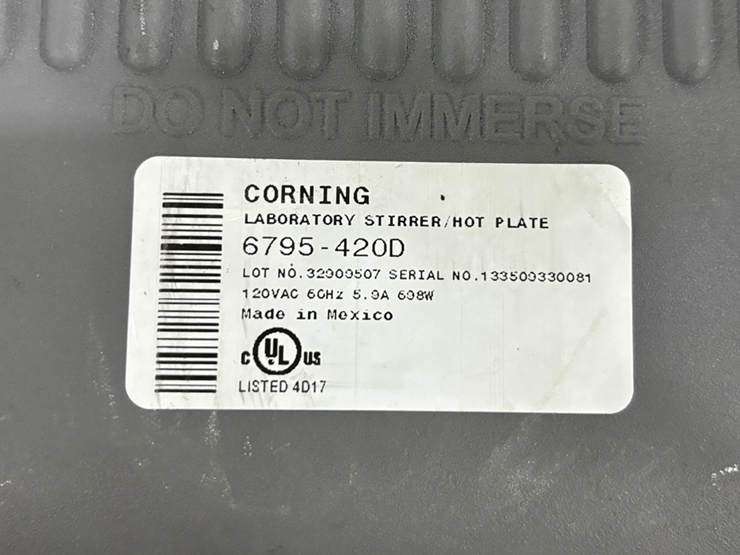 DO NOT IMMERSE
CORNING
LABORATORY STIRRER/HOT PLATE
6795-420D
LOT NO.32909507 SERIAL NO.133509330081
120VAC 60Hz 5.9A 698W
Made in Mexico
C UL US
LISTED 4D17